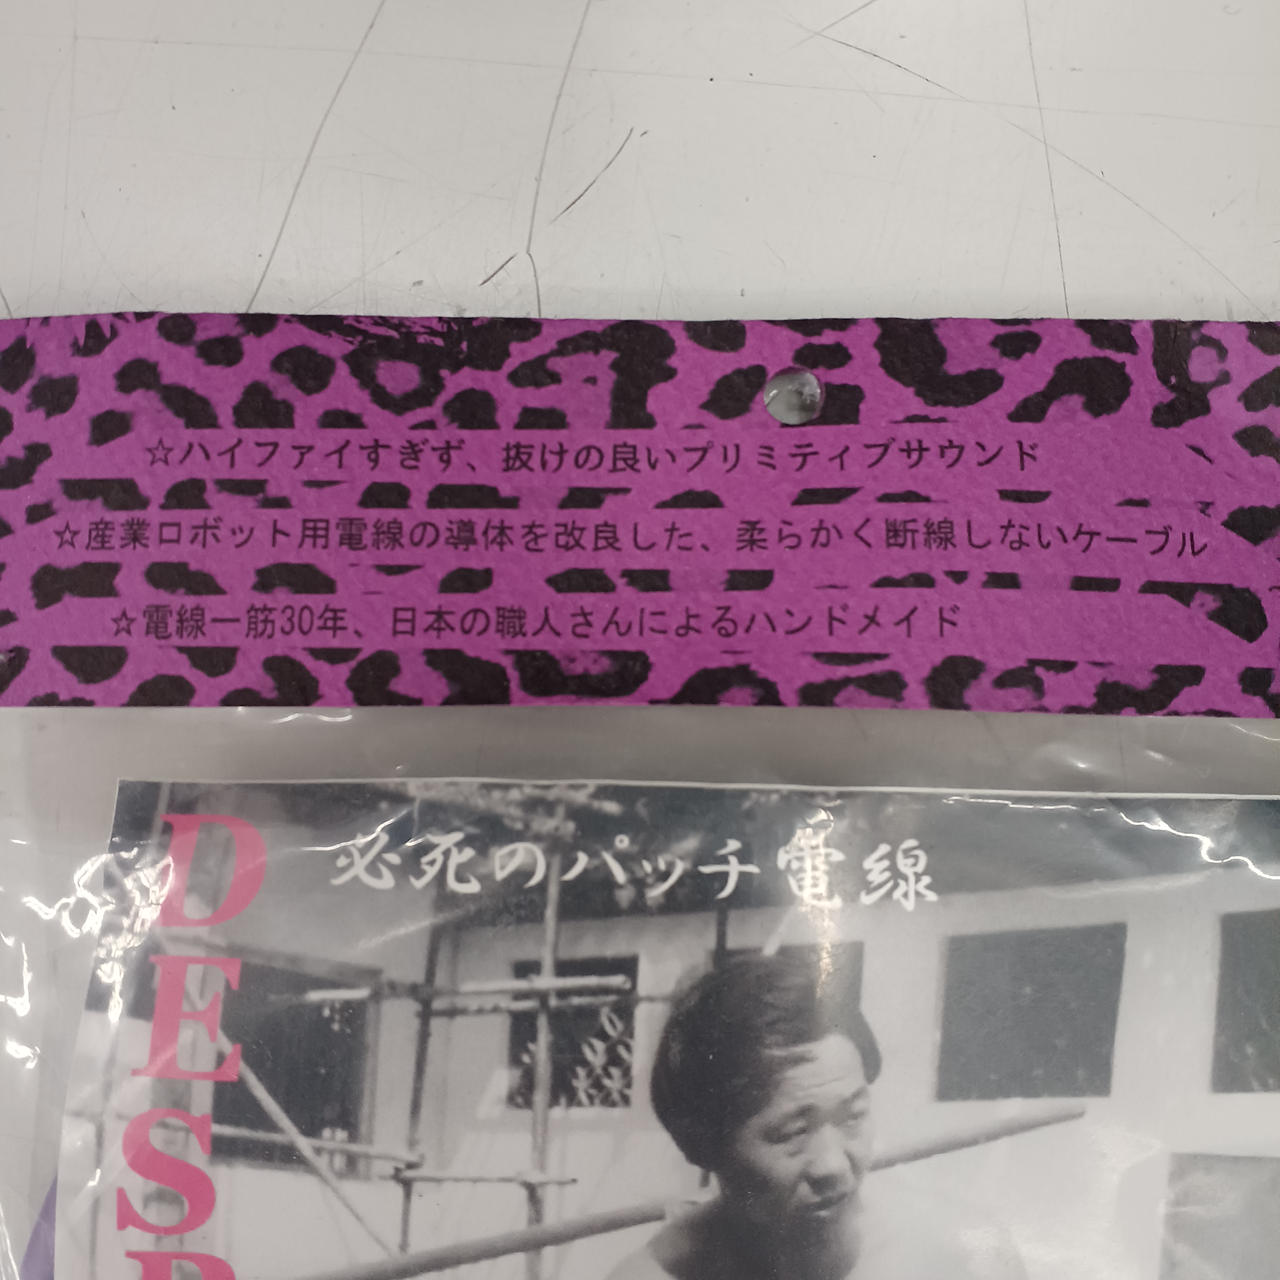 ☆ハイファイすぎず、抜けの良いプリミティブサウンド
☆産業ロボット用電線の導体を改良した、柔らかく断線しないケーブル
☆電線一筋30年、日本の職人さんによるハンドメイド
必死のパッチ電線
DESP